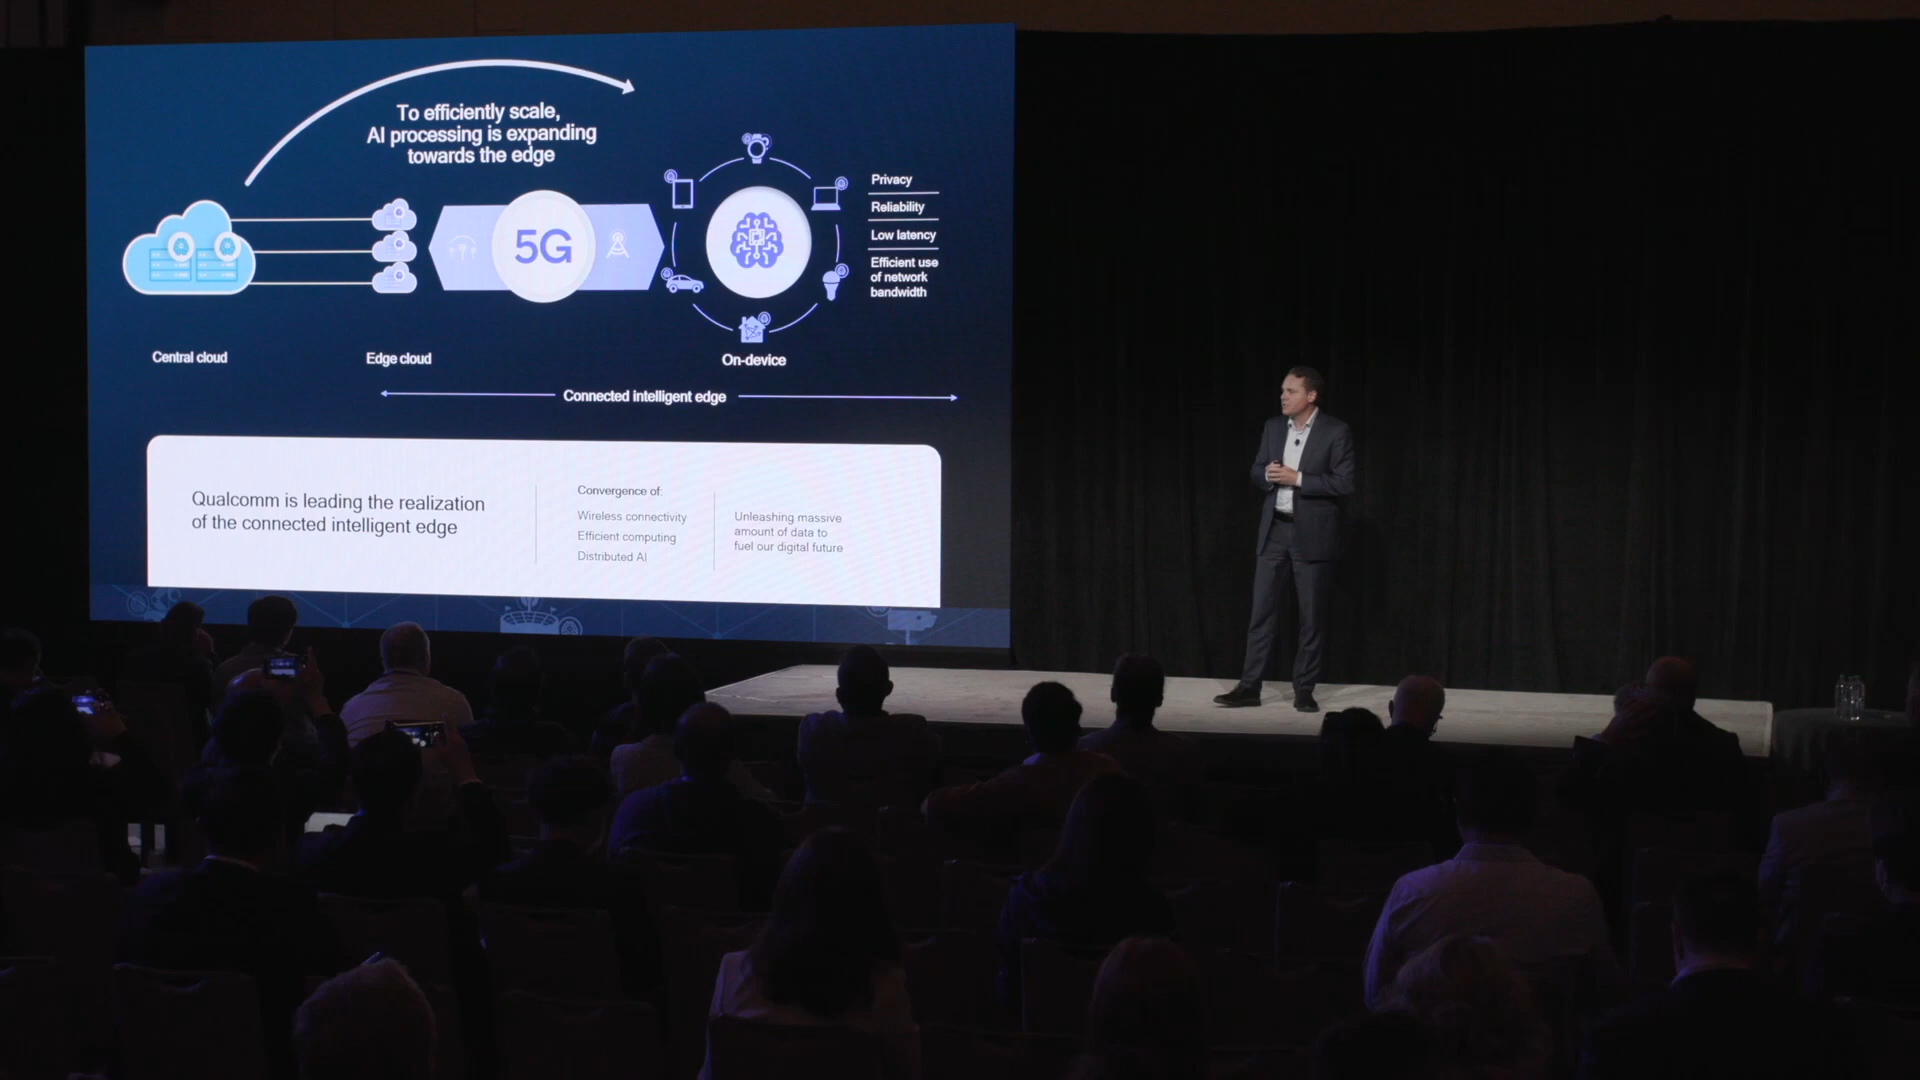 To efficiently scale,
AI processing is expanding
towards the edge
5G
Privacy
Reliability
Low latency
Efficient use
of network
bandwidth
Central cloud
Edge cloud
On-device
Connected intelligent edge
Qualcomm is leading the realization
of the connected intelligent edge
Convergence of:
Wireless connectivity
Efficient computing
Distributed AI
Unleashing massive
amount of data to
fuel our digital future